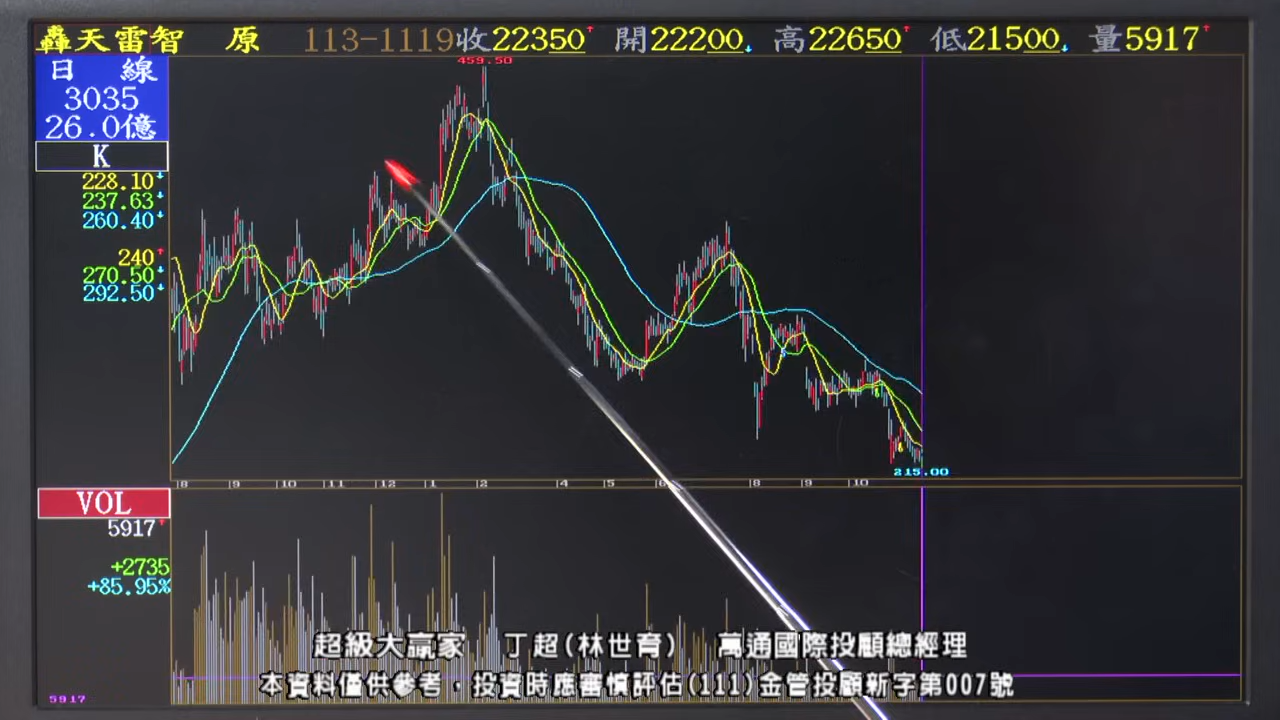 轟天雷智 原 113-1119收22350↑ 開22200↓ 高22650↑ 低21500↓ 量5917↑
日 線
3035
26.0億
K
228.10↓
237.63↓
260.40↓
240↑
270.50↓
292.50↓
459.50
215.00
8 9 10 11 12 1 2 4 5 6 8 9 10
VOL
5917↑
+2735
+85.95%
5917
超級大贏家 丁超(林世育) 萬通國際投顧總經理
本資料僅供參考，投資時應審慎評估(111)金管投顧新字第007號